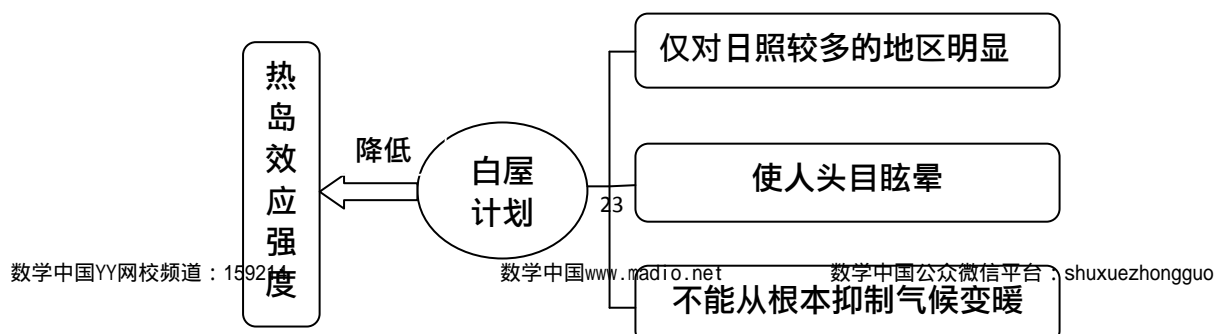 仅对日照较多的地区明显
热
岛
效
应
强
度
降低
白屋
计划
使人头目眩晕
23
数学中国YY网校频道：159214
数学中国www.madio.net
数学中国公众微信平台：shuxuezhongguo
不能从根本抑制气候变暖